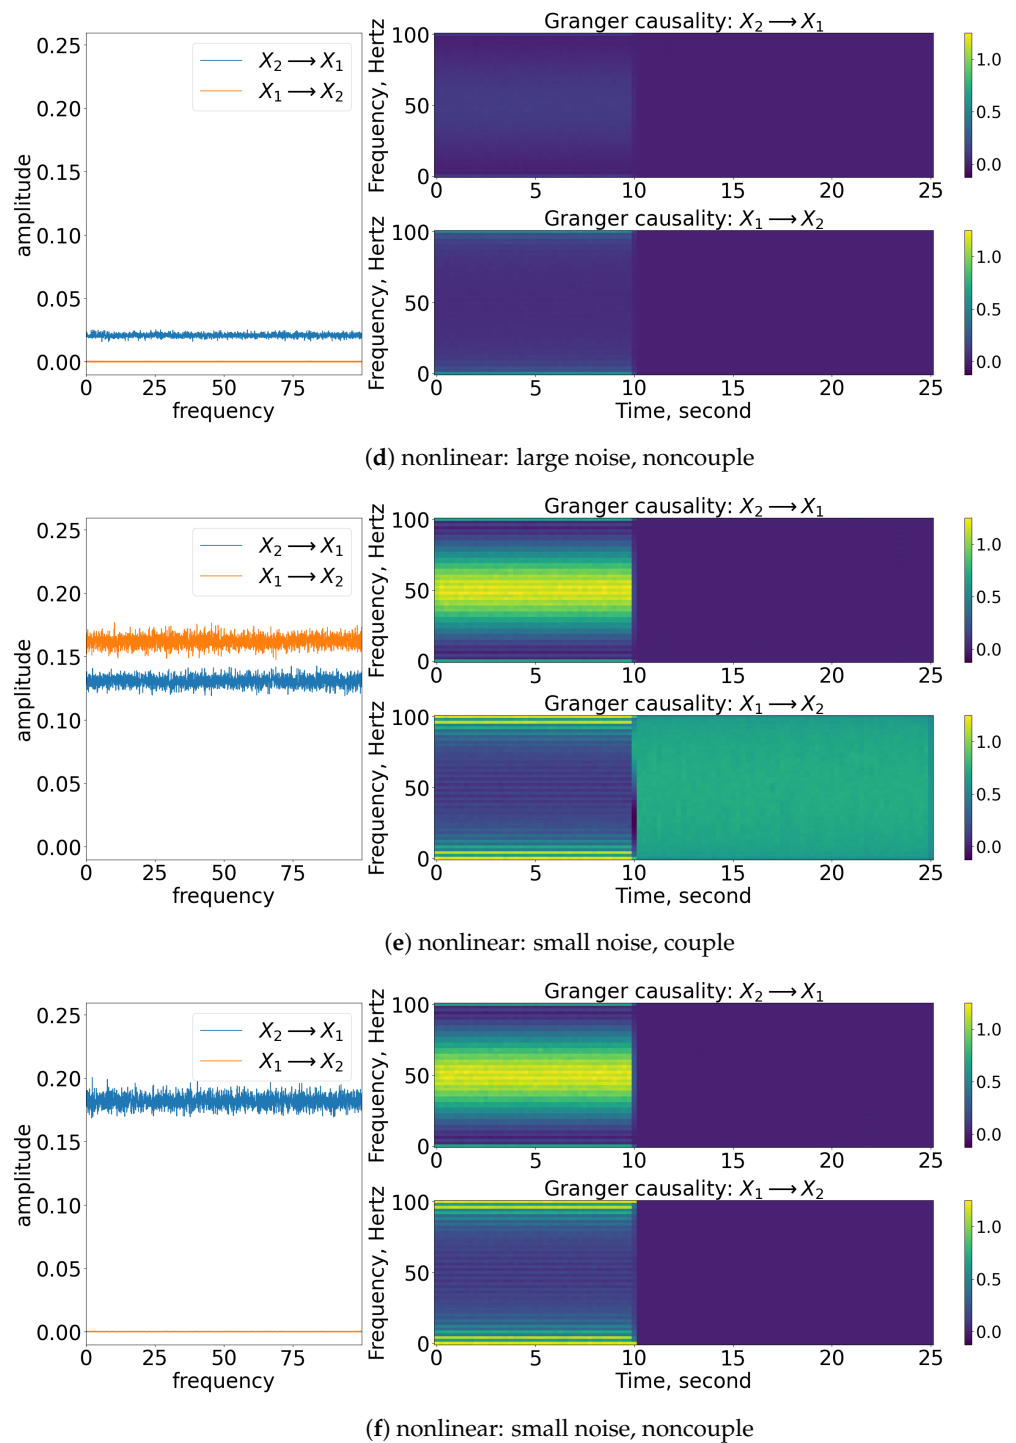 Granger causality: X₂ ⟶ X₁
0.25
0.20
0.15
0.10
0.05
0.00
amplitude
X₂ ⟶ X₁
X₁ ⟶ X₂
0 25 50 75
frequency
Frequency, Hertz
100
50
0
0 5 10 15 20 25
1.0
0.5
0.0
Granger causality: X₁ ⟶ X₂
Frequency, Hertz
100
50
0
0 5 10 15 20 25
Time, second
1.0
0.5
0.0
(d) nonlinear: large noise, noncouple
Granger causality: X₂ ⟶ X₁
0.25
0.20
0.15
0.10
0.05
0.00
amplitude
X₂ ⟶ X₁
X₁ ⟶ X₂
0 25 50 75
frequency
Frequency, Hertz
100
50
0
0 5 10 15 20 25
1.0
0.5
0.0
Granger causality: X₁ ⟶ X₂
Frequency, Hertz
100
50
0
0 5 10 15 20 25
Time, second
1.0
0.5
0.0
(e) nonlinear: small noise, couple
Granger causality: X₂ ⟶ X₁
0.25
0.20
0.15
0.10
0.05
0.00
amplitude
X₂ ⟶ X₁
X₁ ⟶ X₂
0 25 50 75
frequency
Frequency, Hertz
100
50
0
0 5 10 15 20 25
1.0
0.5
0.0
Granger causality: X₁ ⟶ X₂
Frequency, Hertz
100
50
0
0 5 10 15 20 25
Time, second
1.0
0.5
0.0
(f) nonlinear: small noise, noncouple